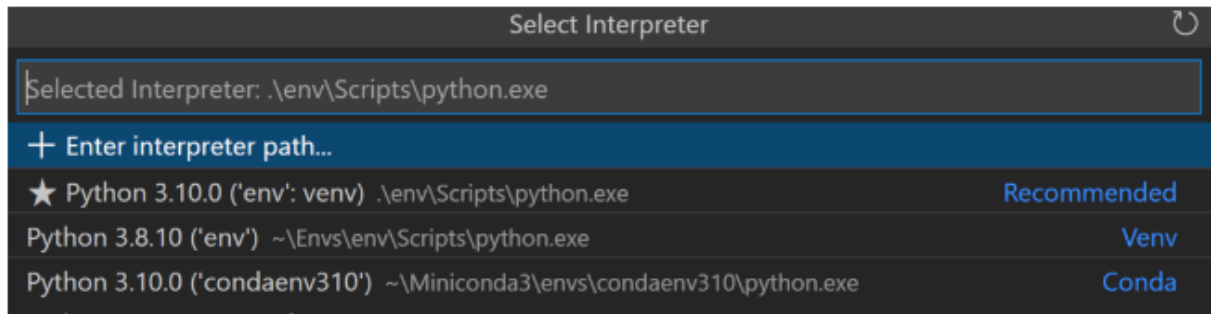 Select Interpreter
Selected Interpreter: .\env\Scripts\python.exe
+ Enter interpreter path...
★ Python 3.10.0 ('env': venv) .\env\Scripts\python.exe Recommended
Python 3.8.10 ('env') ~\Envs\env\Scripts\python.exe Venv
Python 3.10.0 ('condaenv310') ~\Miniconda3\envs\condaenv310\python.exe Conda